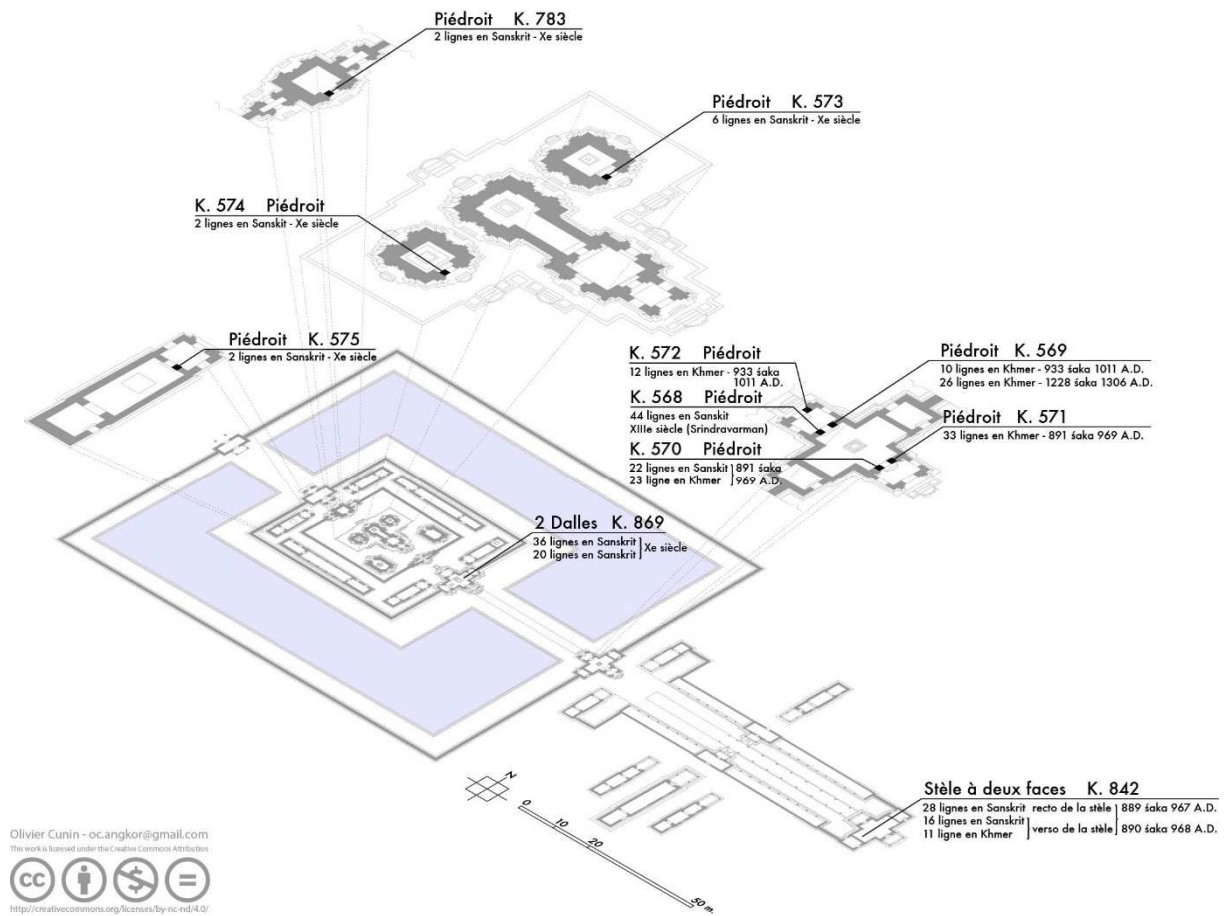 Piédroit K. 783
2 lignes en Sanskrit - Xe siècle
Piédroit K. 573
6 lignes en Sanskrit - Xe siècle
K. 574 Piédroit
2 lignes en Sanskit - Xe siècle
Piédroit K. 575
2 lignes en Sanskrit - Xe siècle
K. 572 Piédroit
12 lignes en Khmer - 933 śaka
1011 A.D.
K. 568 Piédroit
44 lignes en Sanskit
XIIIe siècle (Srindravarman)
K. 570 Piédroit
22 lignes en Sanskit 891 śaka
23 ligne en Khmer 969 A.D.
Piédroit K. 569
10 lignes en Khmer - 933 śaka 1011 A.D.
26 lignes en Khmer - 1228 śaka 1306 A.D.
Piédroit K. 571
33 lignes en Khmer - 891 śaka 969 A.D.
2 Dalles K. 869
36 lignes en Sanskrit
20 lignes en Sanskrit Xe siècle
N
0
10
20
50 m.
Stèle à deux faces K. 842
28 lignes en Sanskrit recto de la stèle 889 śaka 967 A.D.
16 lignes en Sanskrit
11 ligne en Khmer verso de la stèle 890 śaka 968 A.D.
Olivier Cunin - oc.angkor@gmail.com
This work is licensed under the Creative Commons Attribution
cc
http://creativecommons.org/licenses/by-nc-nd/4.0/